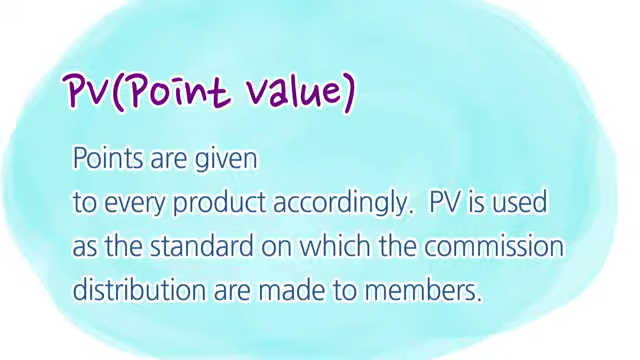 PV(Point value)
Points are given
to every product accordingly. PV is used
as the standard on which the commission
distribution are made to members.